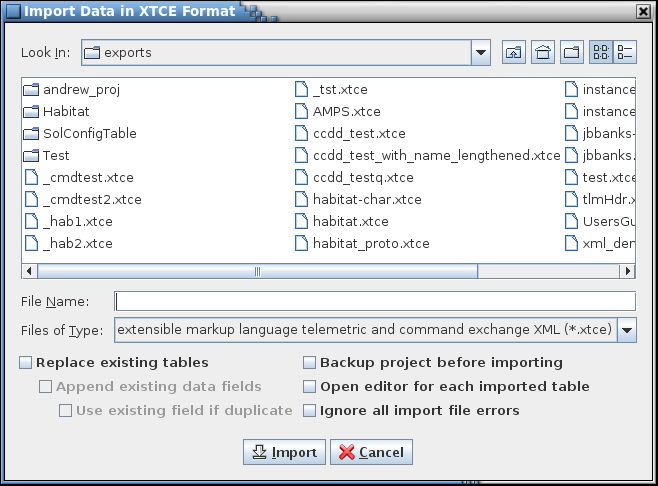 Import Data in XTCE Format
Look In: exports
andrew_proj
Habitat
SolConfigTable
Test
_cmdtest.xtce
_cmdtest2.xtce
_hab1.xtce
_hab2.xtce
_tst.xtce
AMPS.xtce
ccdd_test.xtce
ccdd_test_with_name_lengthened.xtce
ccdd_testq.xtce
habitat-char.xtce
habitat.xtce
habitat_proto.xtce
instance
instance
jbbanks-
jbbanks.
test.xtce
tlmHdr.x
UsersGu
xml_den
File Name:
Files of Type: extensible markup language telemetric and command exchange XML (*.xtce)
Replace existing tables
Append existing data fields
Use existing field if duplicate
Backup project before importing
Open editor for each imported table
Ignore all import file errors
Import Cancel